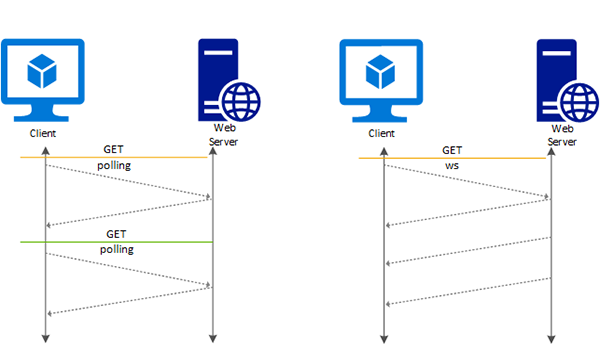 Client
Web
Server
GET
polling
GET
polling
Client
Web
Server
GET
ws